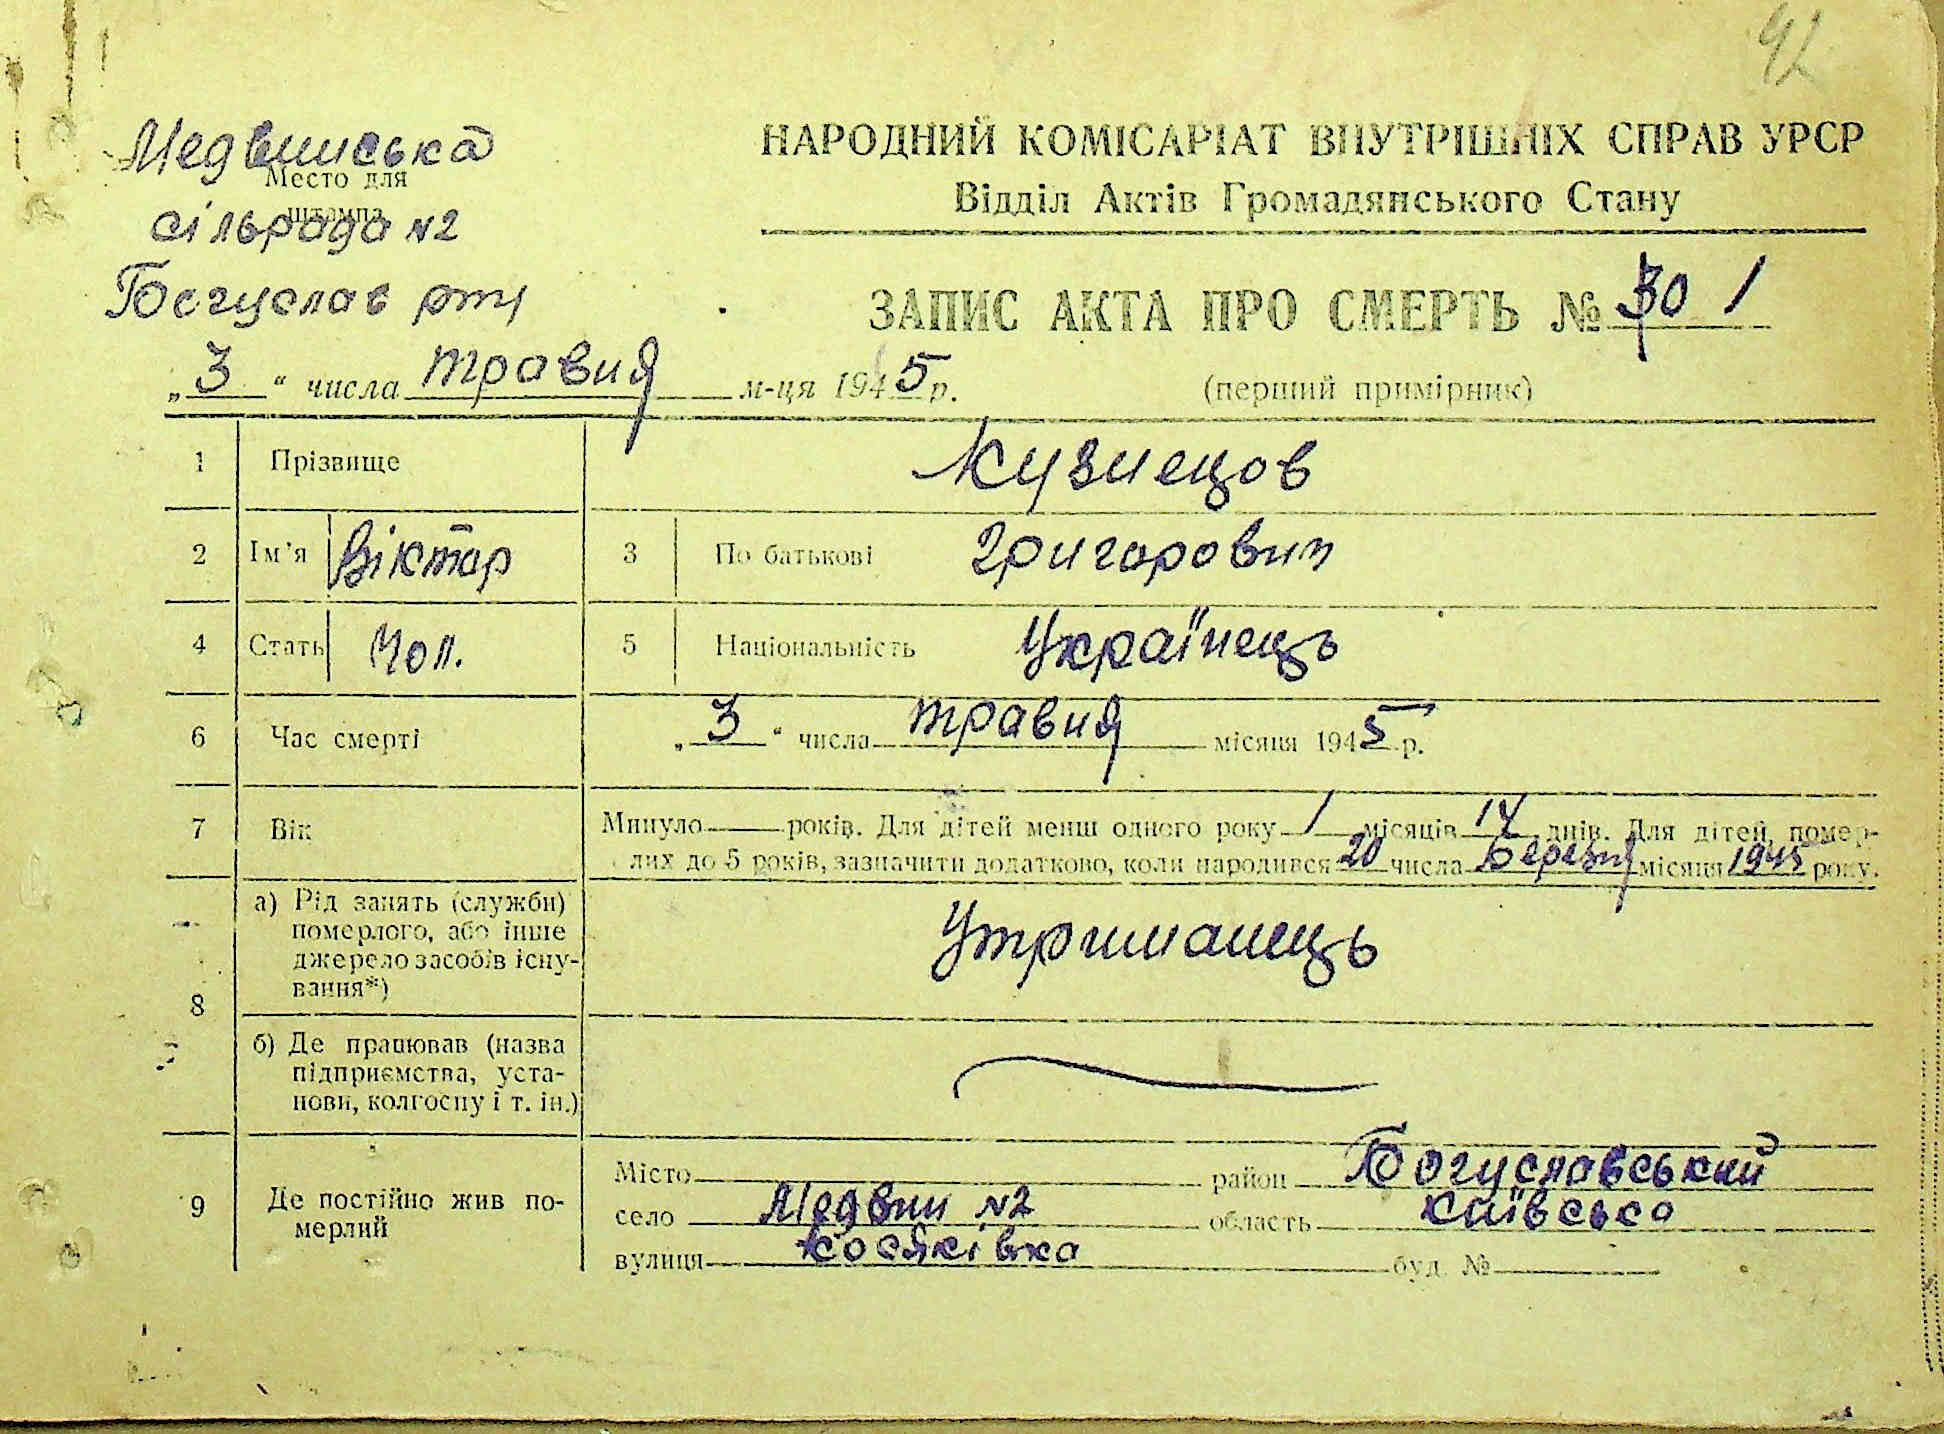 92
Медвинська
Место для
штампа
сільрада №2
Богуслав рту
НАРОДНИЙ КОМІСАРІАТ ВНУТРІШНІХ СПРАВ УРСР
Відділ Актів Громадянського Стану
ЗАПИС АКТА ПРО СМЕРТЬ № 30 1
„3“ числа травня м-ця 1945 р. (перший примірник)
1 Прізвище Кузнецов
2 Ім'я Віктор 3 По батькові Григорович
4 Стать Чол. 5 Національність Українець
6 Час смерті „3“ числа травня місяця 1945 р.
7 Вік Минуло — років. Для дітей менш одного року 1 місяців 14 днів. Для дітей, помер-
лих до 5 років, зазначити додатково, коли народився 20 числа березня місяця 1945 року.
8 а) Рід занять (служби)
померлого, або інше
джерело засобів існу-
вання*)
Утриманець
б) Де працював (назва
підприємства, уста-
нови, колгоспу і т. ін.)
9 Де постійно жив по-
мерлий
Місто район Богуславський
село Медвин №2 область Київська
вулиця Косяківка буд. №